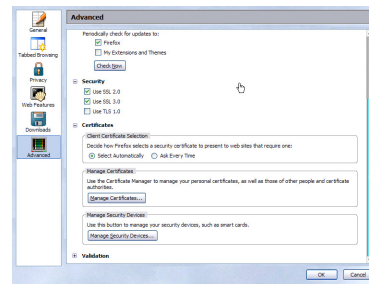 Advanced
General
Tabbed Browsing
Privacy
Web Features
Downloads
Advanced
Periodically check for updates to:
Firefox
My Extensions and Themes
Check Now
Security
Use SSL 2.0
Use SSL 3.0
Use TLS 1.0
Certificates
Client Certificate Selection
Decide how Firefox selects a security certificate to present to web sites that require one:
Select Automatically Ask Every Time
Manage Certificates
Use the Certificate Manager to manage your personal certificates, as well as those of other people and certificate
authorities.
Manage Certificates...
Manage Security Devices
Use this button to manage your security devices, such as smart cards.
Manage Security Devices...
Validation
OK Cancel